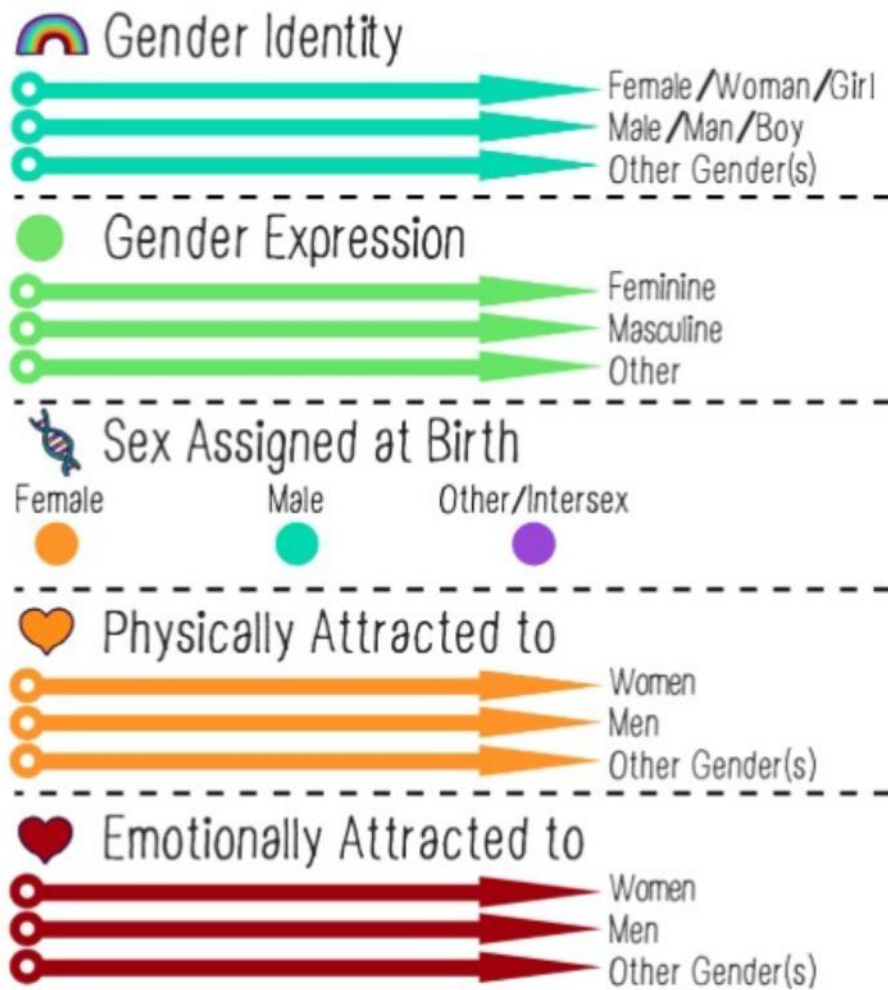 Gender Identity
Female/Woman/Girl
Male/Man/Boy
Other Gender(s)
Gender Expression
Feminine
Masculine
Other
Sex Assigned at Birth
Female Male Other/Intersex
Physically Attracted to
Women
Men
Other Gender(s)
Emotionally Attracted to
Women
Men
Other Gender(s)